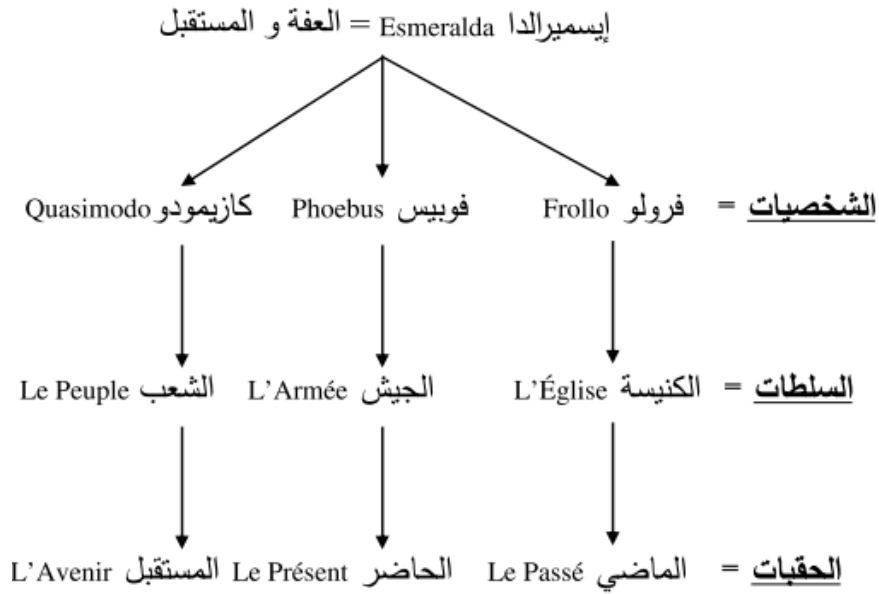 إيسميرالدا Esmeralda = العفة و المستقبل
الشخصيات = فرولو Frollo فوبيس Phoebus كازيمودو Quasimodo
السلطات = الكنيسة L'Église الجيش L'Armée الشعب Le Peuple
الحقبات = الماضي Le Passé الحاضر Le Présent المستقبل L'Avenir